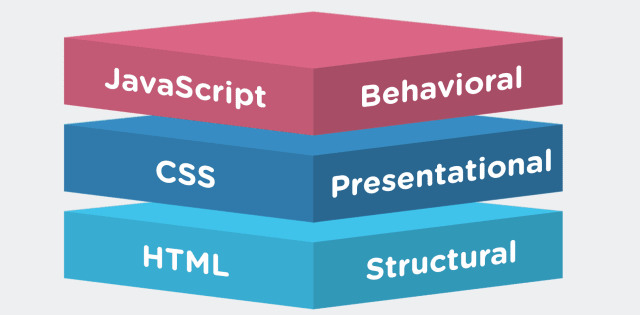 JavaScript
Behavioral
CSS
Presentational
HTML
Structural